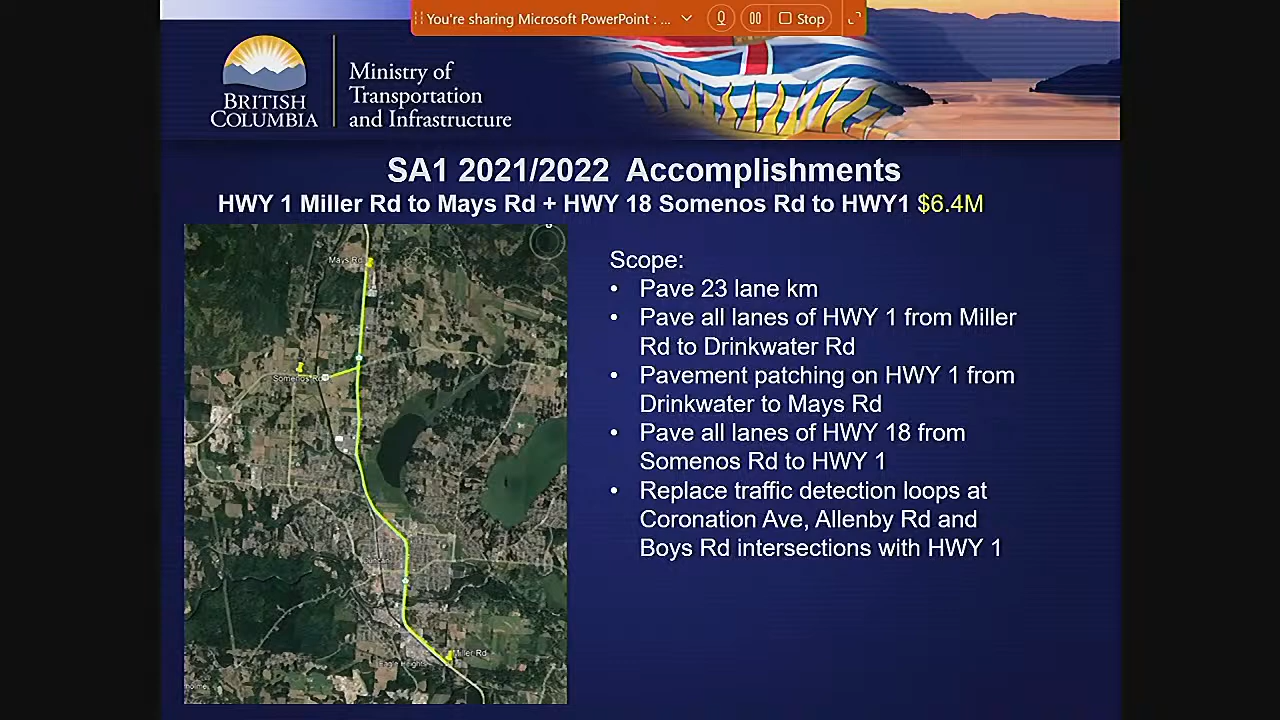 You're sharing Microsoft PowerPoint : ...
Stop
BRITISH
COLUMBIA
Ministry of
Transportation
and Infrastructure
SA1 2021/2022 Accomplishments
HWY 1 Miller Rd to Mays Rd + HWY 18 Somenos Rd to HWY1 $6.4M
Mays Rd
Somenos Rd
Duncan
Miller Rd
Eagle Heights
Scope:
• Pave 23 lane km
• Pave all lanes of HWY 1 from Miller
Rd to Drinkwater Rd
• Pavement patching on HWY 1 from
Drinkwater to Mays Rd
• Pave all lanes of HWY 18 from
Somenos Rd to HWY 1
• Replace traffic detection loops at
Coronation Ave, Allenby Rd and
Boys Rd intersections with HWY 1